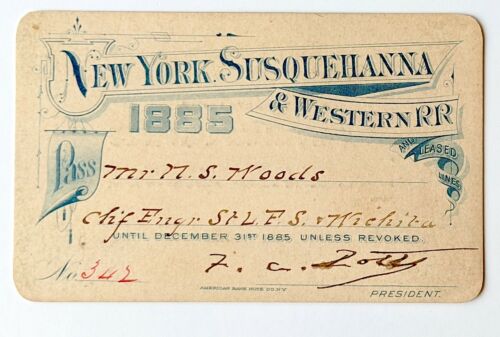 NEW YORK, SUSQUEHANNA
& WESTERN R.R.
1885
AND LEASED LINES
Pass
Mr N. S. Woods
Chf Engr. St L. F. S. & Wichita
UNTIL DECEMBER 31ST 1885, UNLESS REVOKED.
No. 342
F. C.
AMERICAN BANK NOTE CO. N.Y.
PRESIDENT.